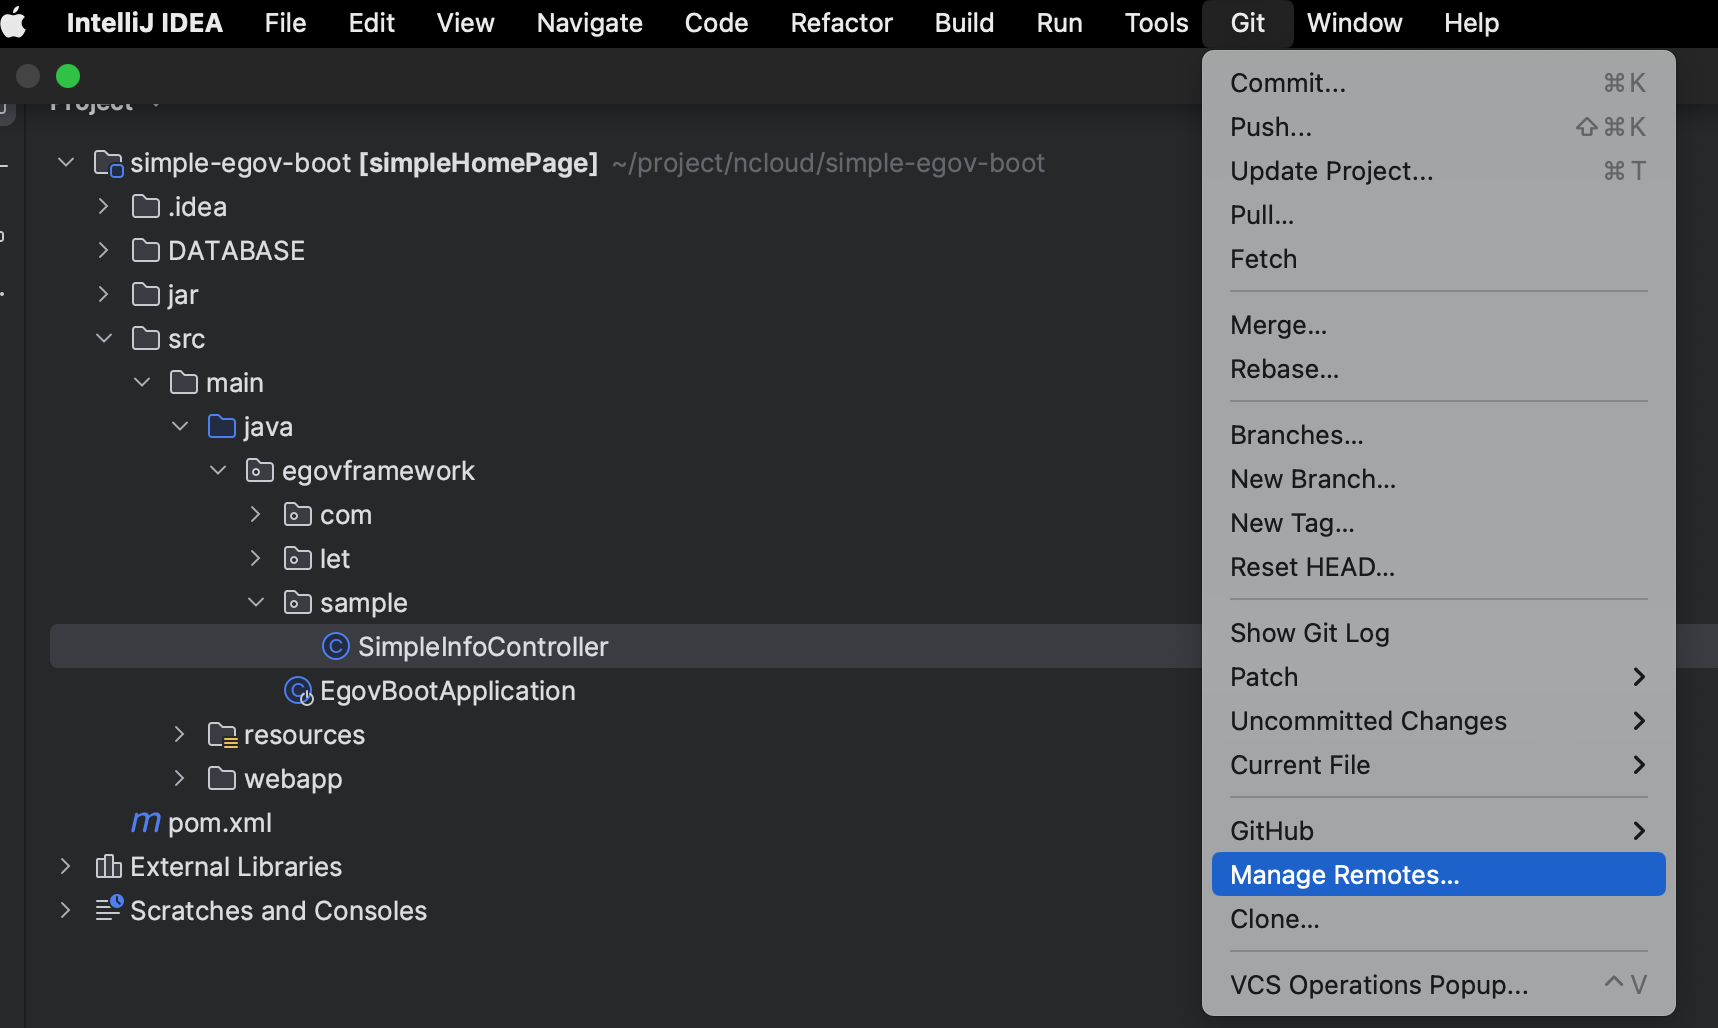 IntelliJ IDEA File Edit View Navigate Code Refactor Build Run Tools Git Window Help
Project
simple-egov-boot [simpleHomePage] ~/project/ncloud/simple-egov-boot
.idea
DATABASE
jar
src
main
java
egovframework
com
let
sample
SimpleInfoController
EgovBootApplication
resources
webapp
pom.xml
External Libraries
Scratches and Consoles
Commit... ⌘K
Push... ⇧⌘K
Update Project... ⌘T
Pull...
Fetch
Merge...
Rebase...
Branches...
New Branch...
New Tag...
Reset HEAD...
Show Git Log
Patch
Uncommitted Changes
Current File
GitHub
Manage Remotes...
Clone...
VCS Operations Popup... ^V